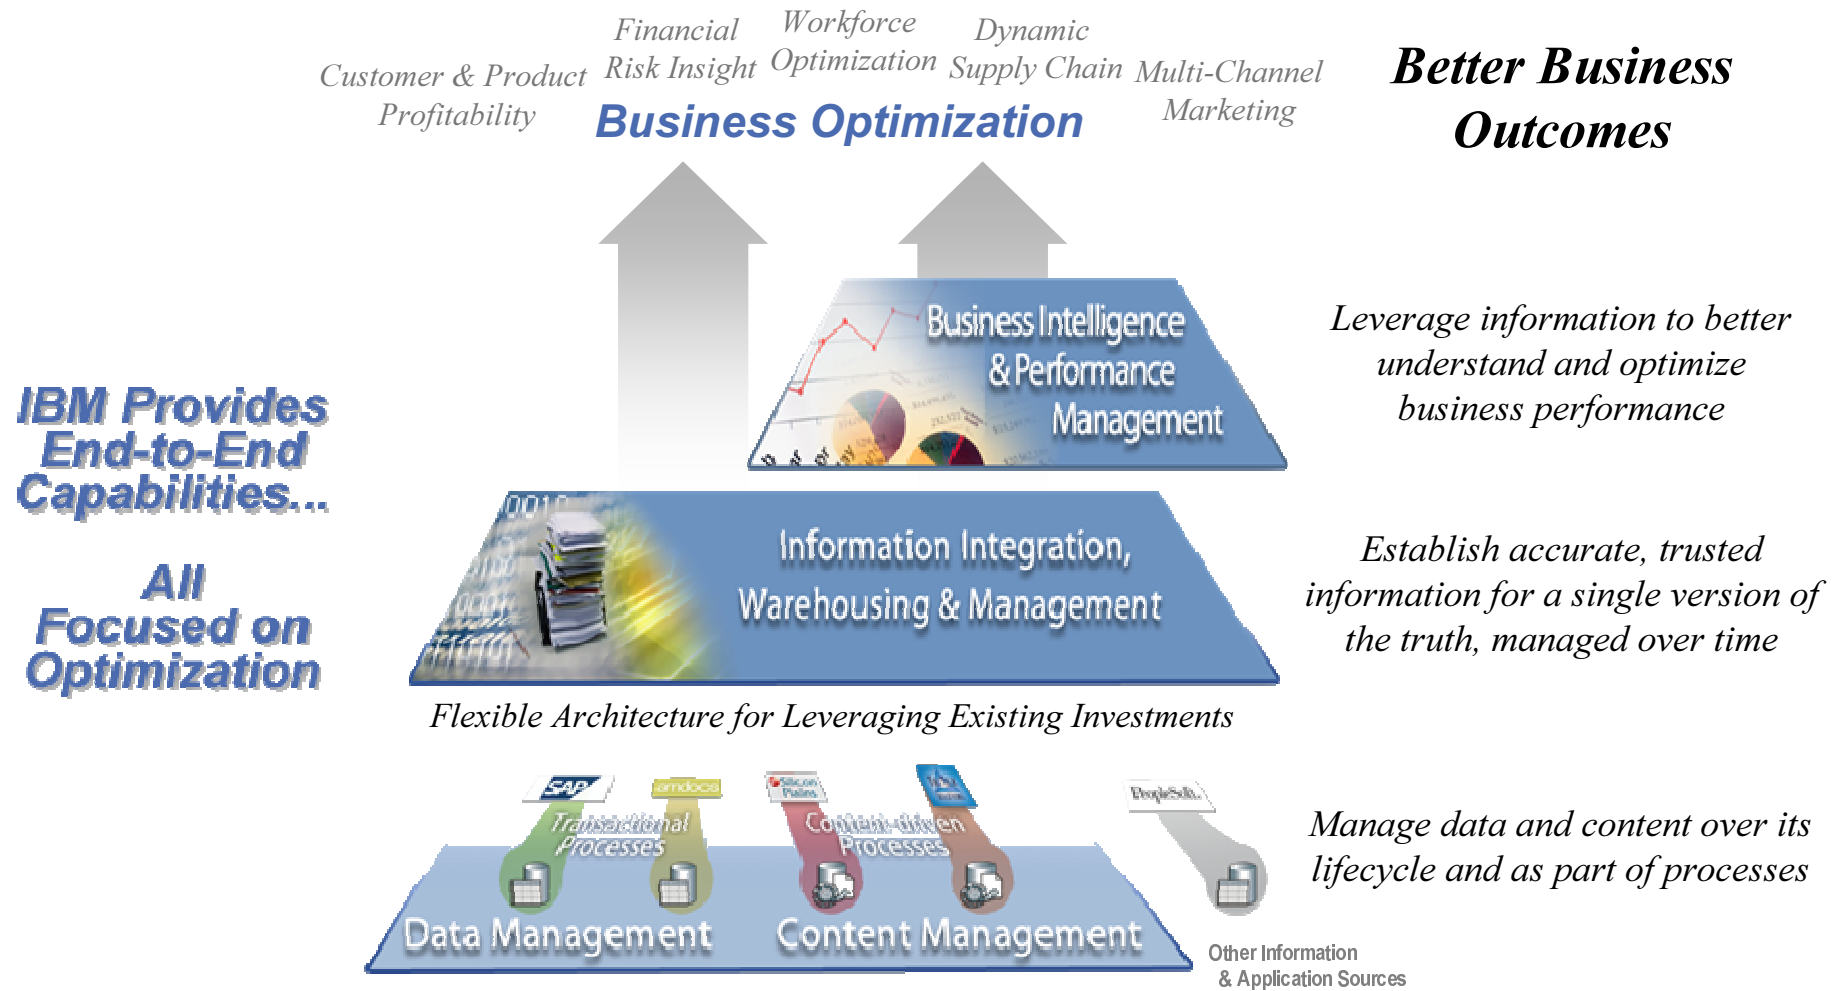 Financial
Risk Insight
Workforce
Optimization
Dynamic
Supply Chain
Customer & Product
Profitability
Multi-Channel
Marketing
Business Optimization
Better Business
Outcomes
Business Intelligence
& Performance
Management
Leverage information to better
understand and optimize
business performance
IBM Provides
End-to-End
Capabilities...
All
Focused on
Optimization
Information Integration,
Warehousing & Management
Establish accurate, trusted
information for a single version of
the truth, managed over time
Flexible Architecture for Leveraging Existing Investments
SAP
amdocs
Silicon
Plains
PeopleSoft.
Transactional
Processes
Content-driven
Processes
Manage data and content over its
lifecycle and as part of processes
Data Management
Content Management
Other Information
& Application Sources